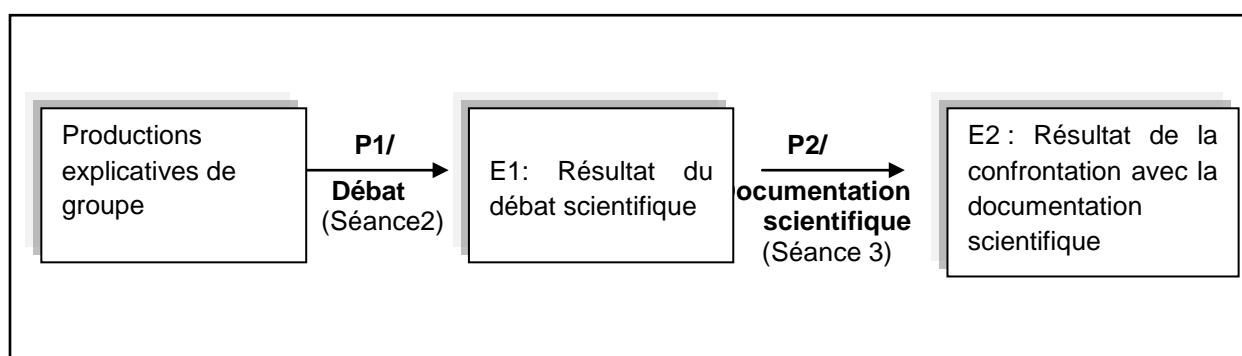 Productions
explicatives de
groupe
P1/
Débat
(Séance2)
E1: Résultat du
débat scientifique
P2/
ocumentation
scientifique
(Séance 3)
E2 : Résultat de la
confrontation avec la
documentation
scientifique